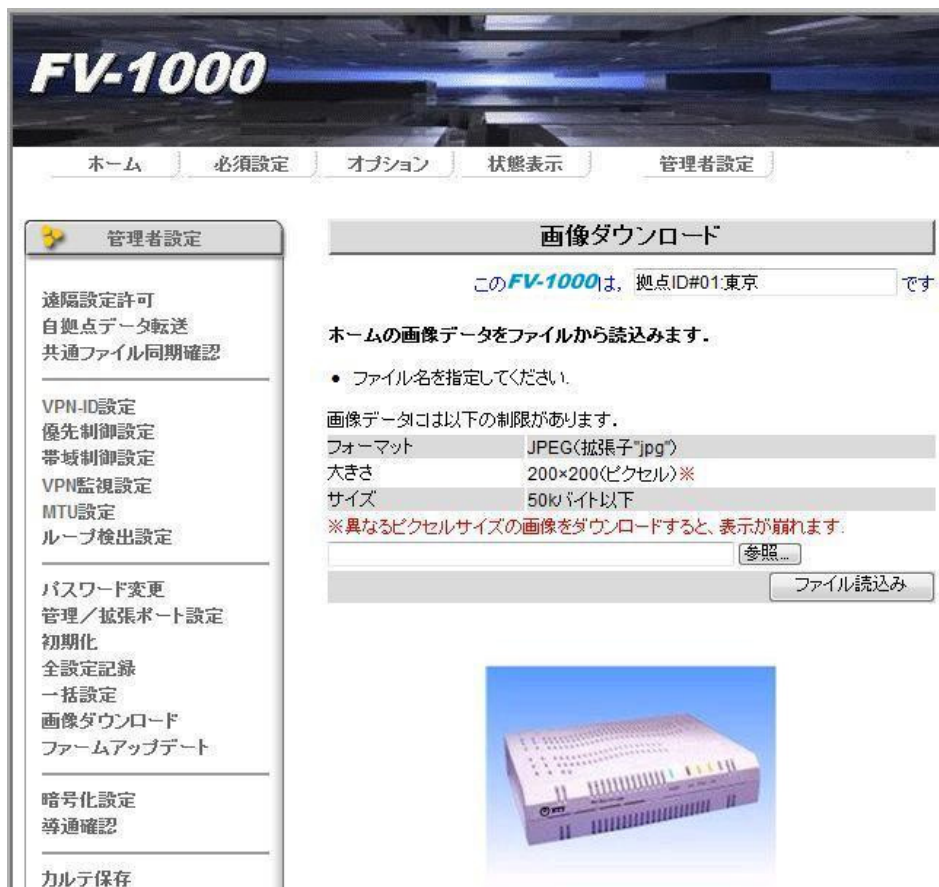 FV-1000
ホーム 必須設定 オプション 状態表示 管理者設定
管理者設定
遠隔設定許可
自拠点データ転送
共通ファイル同期確認
VPN-ID設定
優先制御設定
帯域制御設定
VPN監視設定
MTU設定
ループ検出設定
パスワード変更
管理／拡張ポート設定
初期化
全設定記録
一括設定
画像ダウンロード
ファームアップデート
暗号化設定
導通確認
カルテ保存
画像ダウンロード
このFV-1000は， 拠点ID#01:東京 です
ホームの画像データをファイルから読込みます．
• ファイル名を指定してください．
画像データには以下の制限があります．
フォーマット JPEG(拡張子"jpg")
大きさ 200×200(ピクセル)※
サイズ 50kバイト以下
※異なるピクセルサイズの画像をダウンロードすると、表示が崩れます．
参照...
ファイル読込み